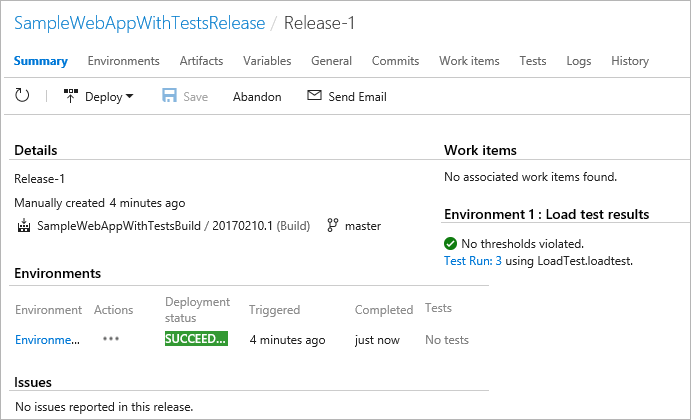 SampleWebAppWithTestsRelease / Release-1
Summary Environments Artifacts Variables General Commits Work items Tests Logs History
Deploy Save Abandon Send Email
Details
Release-1
Manually created 4 minutes ago
SampleWebAppWithTestsBuild / 20170210.1 (Build) master
Environments
Environment Actions Deployment status Triggered Completed Tests
Environme... ••• SUCCEED... 4 minutes ago just now No tests
Issues
No issues reported in this release.
Work items
No associated work items found.
Environment 1 : Load test results
No thresholds violated.
Test Run: 3 using LoadTest.loadtest.